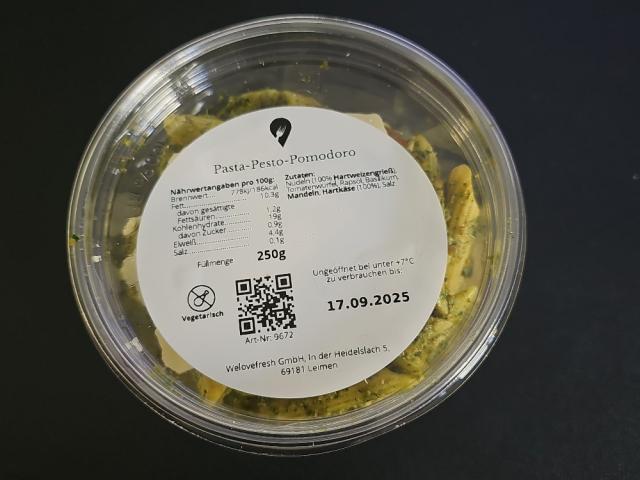 Pasta-Pesto-Pomodoro
Nährwertangaben pro 100g:
Brennwert.......... 778kj/186kcal
Fett.......... 10.3g
davon gesättigte
Fettsäuren.......... 1.2g
Kohlenhydrate.......... 19g
davon Zucker.......... 0.9g
Eiweiß.......... 4.4g
Salz.......... 0.1g
Füllmenge 250g
Zutaten:
Nudeln (100% Hartweizengrieß),
Tomatenwürfel, Rapsöl, Basilikum,
Mandeln, Hartkäse (100%), Salz
Vegetarisch
Art-Nr: 9672
Ungeöffnet bei unter +7°C
zu verbrauchen bis:
17.09.2025
Welovefresh GmbH, In der Heidelslach 5,
69181 Leimen